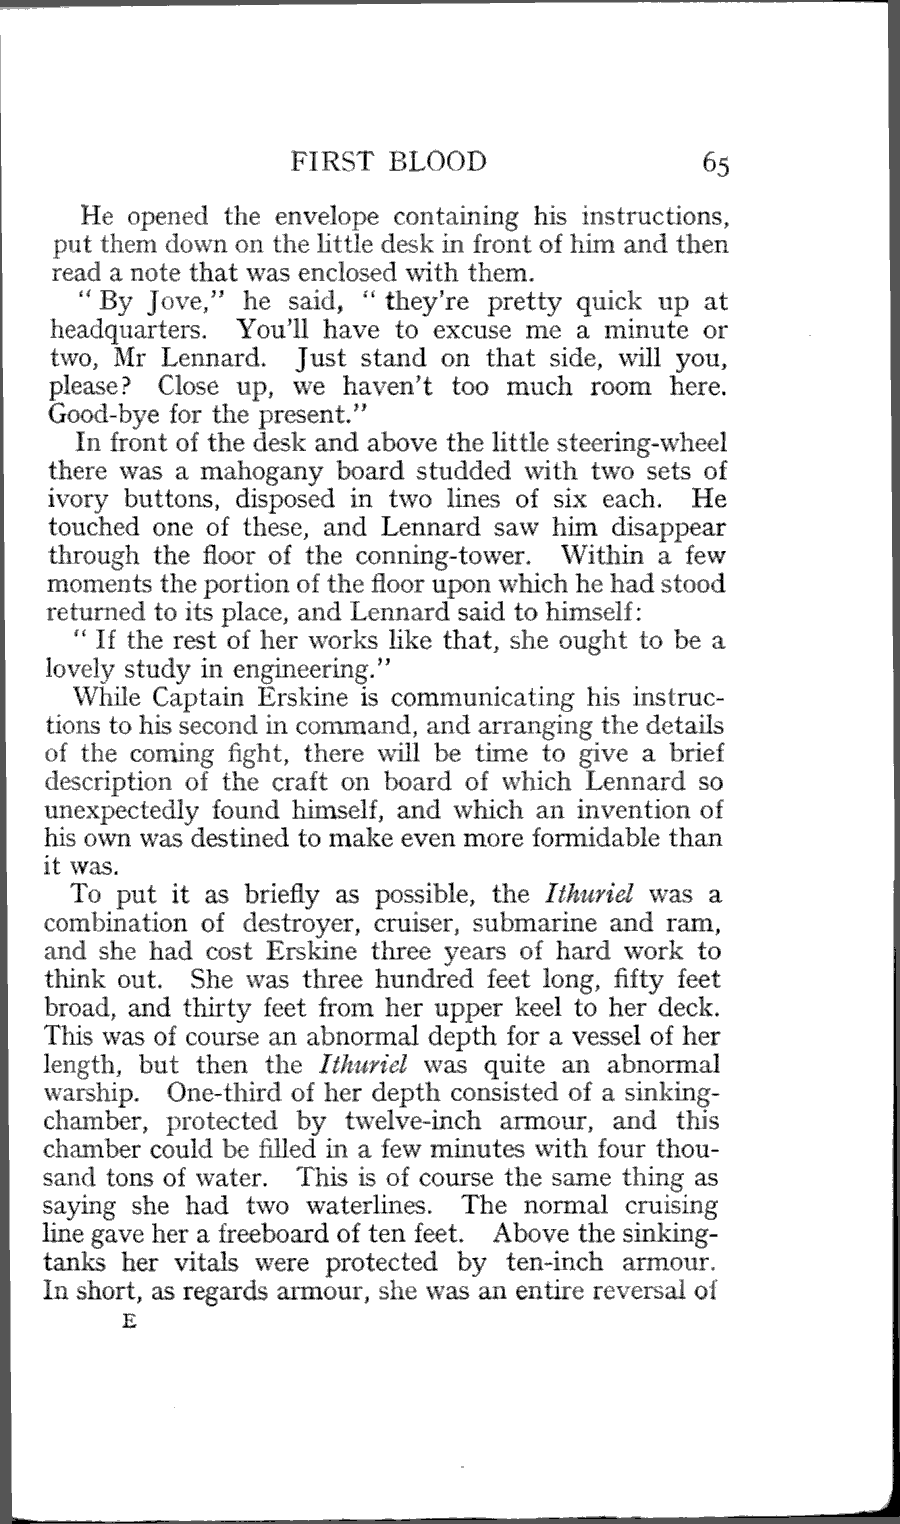 FIRST BLOOD 65
He opened the envelope containing his instructions,
put them down on the little desk in front of him and then
read a note that was enclosed with them.
“ By Jove,” he said, “ they're pretty quick up at
headquarters. You'll have to excuse me a minute or
two, Mr Lennard. Just stand on that side, will you,
please? Close up, we haven't too much room here.
Good-bye for the present.”
In front of the desk and above the little steering-wheel
there was a mahogany board studded with two sets of
ivory buttons, disposed in two lines of six each. He
touched one of these, and Lennard saw him disappear
through the floor of the conning-tower. Within a few
moments the portion of the floor upon which he had stood
returned to its place, and Lennard said to himself:
“ If the rest of her works like that, she ought to be a
lovely study in engineering.”
While Captain Erskine is communicating his instruc-
tions to his second in command, and arranging the details
of the coming fight, there will be time to give a brief
description of the craft on board of which Lennard so
unexpectedly found himself, and which an invention of
his own was destined to make even more formidable than
it was.
To put it as briefly as possible, the Ithuriel was a
combination of destroyer, cruiser, submarine and ram,
and she had cost Erskine three years of hard work to
think out. She was three hundred feet long, fifty feet
broad, and thirty feet from her upper keel to her deck.
This was of course an abnormal depth for a vessel of her
length, but then the Ithuriel was quite an abnormal
warship. One-third of her depth consisted of a sinking-
chamber, protected by twelve-inch armour, and this
chamber could be filled in a few minutes with four thou-
sand tons of water. This is of course the same thing as
saying she had two waterlines. The normal cruising
line gave her a freeboard of ten feet. Above the sinking-
tanks her vitals were protected by ten-inch armour.
In short, as regards armour, she was an entire reversal of
E